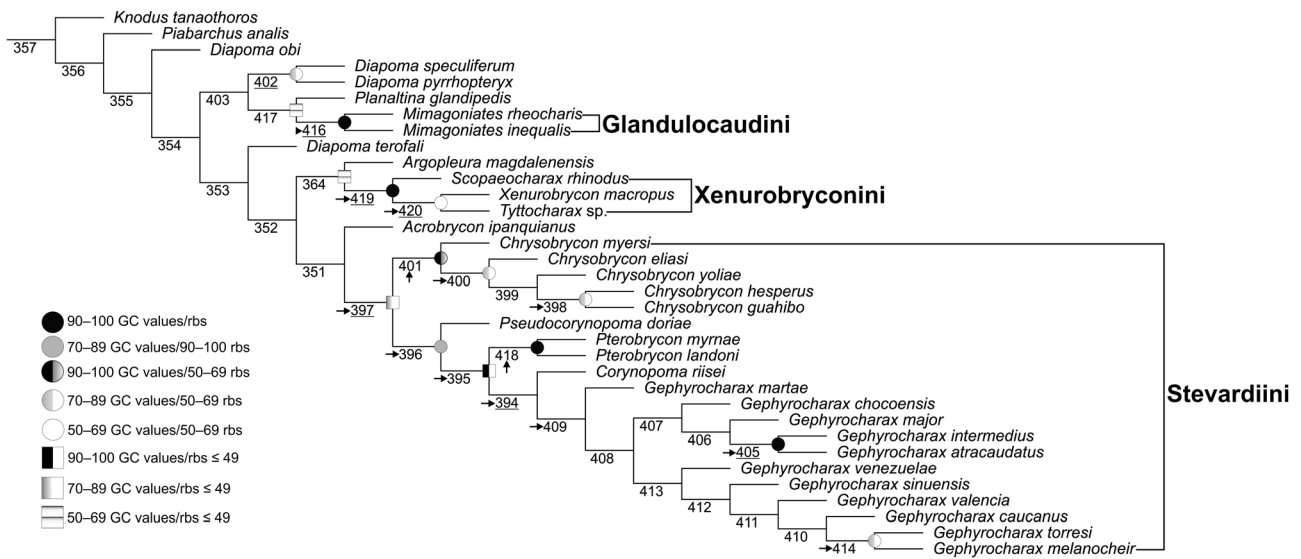 Knodus tanaothoros
357
Piabarchus analis
356
Diapoma obi
355
Diapoma speculiferum
402
Diapoma pyrrhopteryx
403
Planaltina glandipedis
417
Mimagoniates rheocharis
416
Mimagoniates inequalis
Glandulocaudini
354
Diapoma terofali
353
Argopleura magdalenensis
364
Scopaeocharax rhinodus
419
Xenurobrycon macropus
420
Tyttocharax sp.
Xenurobryconini
352
Acrobrycon ipanquianus
351
Chrysobrycon myersi
401
Chrysobrycon eliasi
400
Chrysobrycon yoliae
399
Chrysobrycon hesperus
398
Chrysobrycon guahibo
397
Pseudocorynopoma doriae
396
Pterobrycon myrnae
418
Pterobrycon landoni
395
Corynopoma riisei
394
Gephyrocharax martae
409
Gephyrocharax chocoensis
407
Gephyrocharax major
406
Gephyrocharax intermedius
405
Gephyrocharax atracaudatus
408
Gephyrocharax venezuelae
413
Gephyrocharax sinuensis
412
Gephyrocharax valencia
411
Gephyrocharax caucanus
410
Gephyrocharax torresi
414
Gephyrocharax melanocheir
Stevardiini
90–100 GC values/rbs
70–89 GC values/90–100 rbs
90–100 GC values/50–69 rbs
70–89 GC values/50–69 rbs
50–69 GC values/50–69 rbs
90–100 GC values/rbs ≤ 49
70–89 GC values/rbs ≤ 49
50–69 GC values/rbs ≤ 49